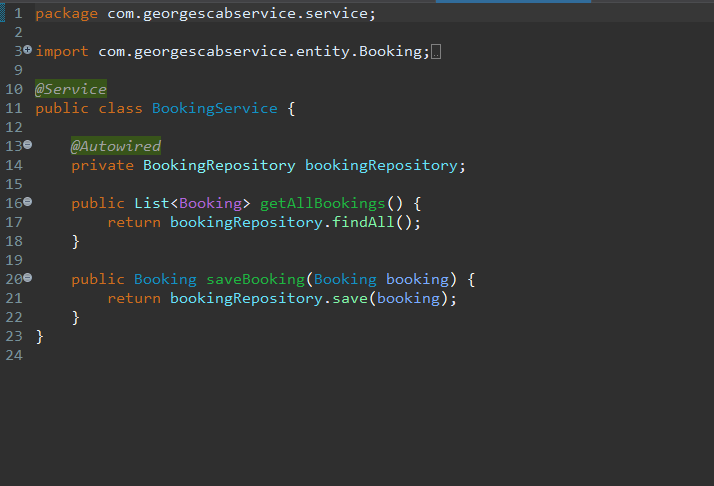 1 package com.georgescabservice.service;
2
3 import com.georgescabservice.entity.Booking;
9
10 @Service
11 public class BookingService {
12
13     @Autowired
14     private BookingRepository bookingRepository;
15
16     public List<Booking> getAllBookings() {
17         return bookingRepository.findAll();
18     }
19
20     public Booking saveBooking(Booking booking) {
21         return bookingRepository.save(booking);
22     }
23 }
24